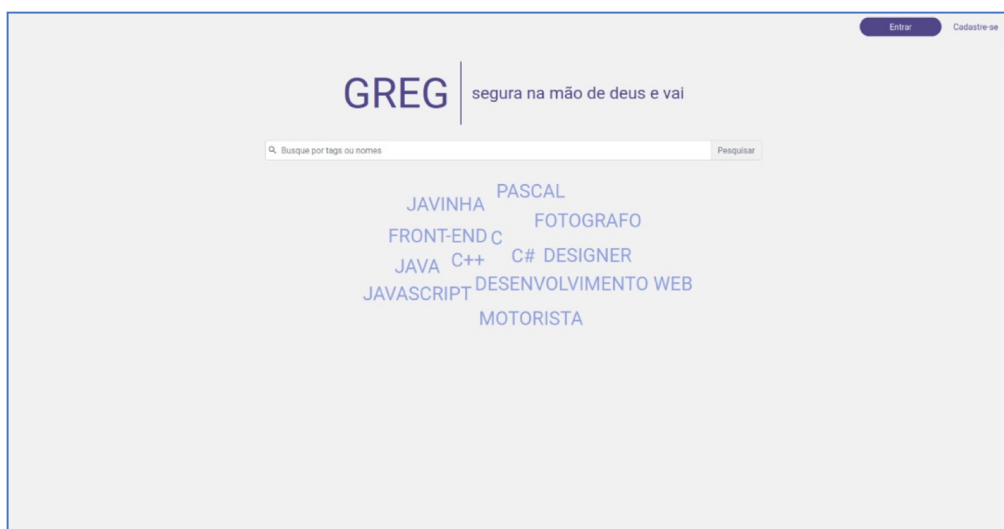 Entrar Cadastre-se
GREG segura na mão de deus e vai
Busque por tags ou nomes Pesquisar
PASCAL
JAVINHA
FOTOGRAFO
FRONT-END C
C++ C# DESIGNER
JAVA
DESENVOLVIMENTO WEB
JAVASCRIPT
MOTORISTA